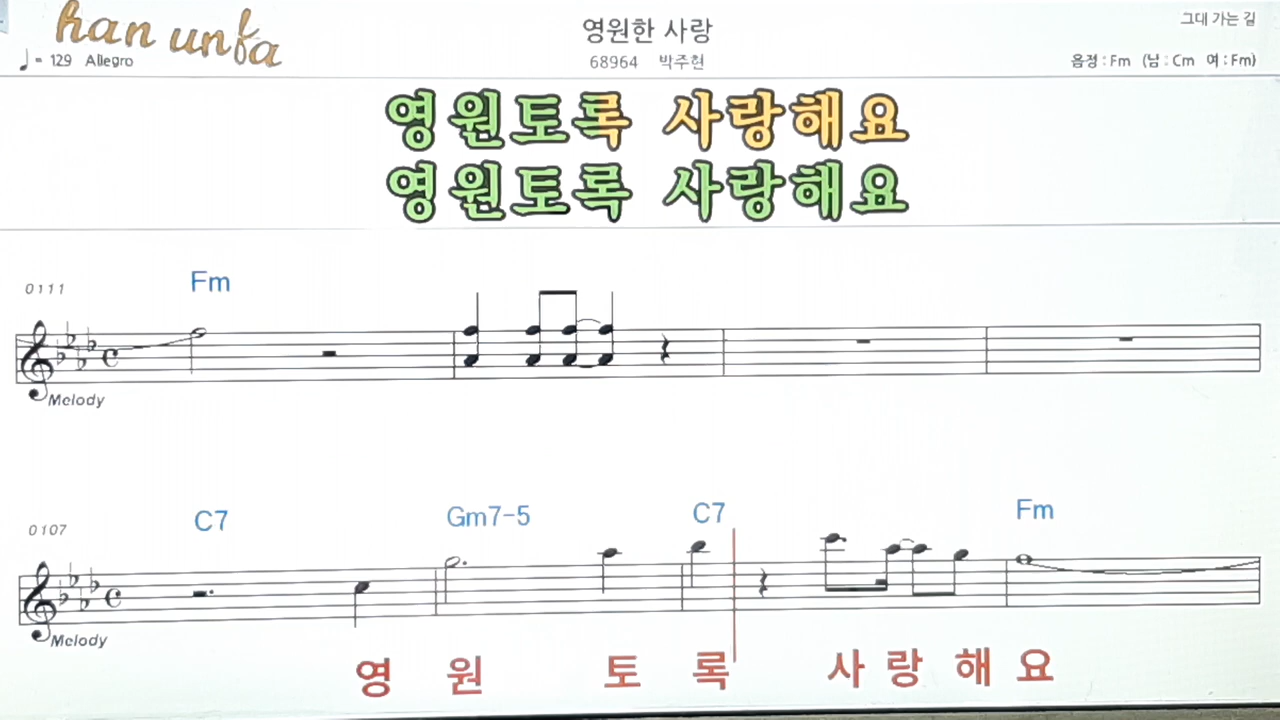 han unfa
영원한 사랑
그대 가는 길
♩= 129 Allegro
68964 박주현
음정 : Fm (남 : Cm 여 : Fm)
영원토록 사랑해요
영원토록 사랑해요
0111 Fm
Melody
0107 C7 Gm7-5 C7 Fm
Melody
영 원 토 록 사 랑 해 요